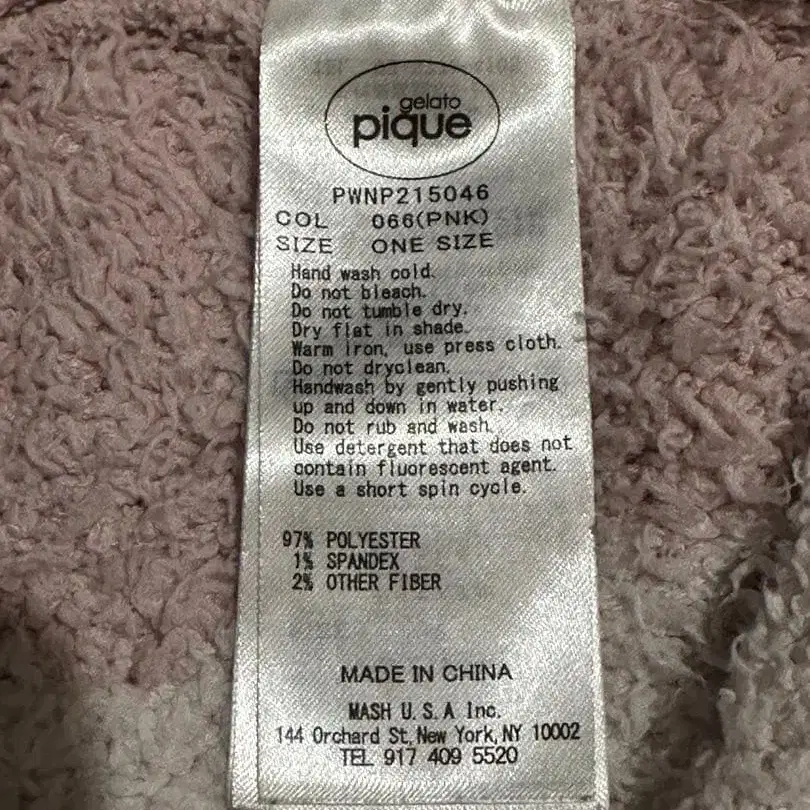 gelato
pique
PWNP215046
COL 066(PNK)
SIZE ONE SIZE
Hand wash cold.
Do not bleach.
Do not tumble dry.
Dry flat in shade.
Warm iron, use press cloth.
Do not dryclean.
Handwash by gently pushing
up and down in water.
Do not rub and wash.
Use detergent that does not
contain fluorescent agent.
Use a short spin cycle.
97% POLYESTER
1% SPANDEX
2% OTHER FIBER
MADE IN CHINA
MASH U.S.A Inc.
144 Orchard St, New York, NY 10002
TEL 917 409 5520